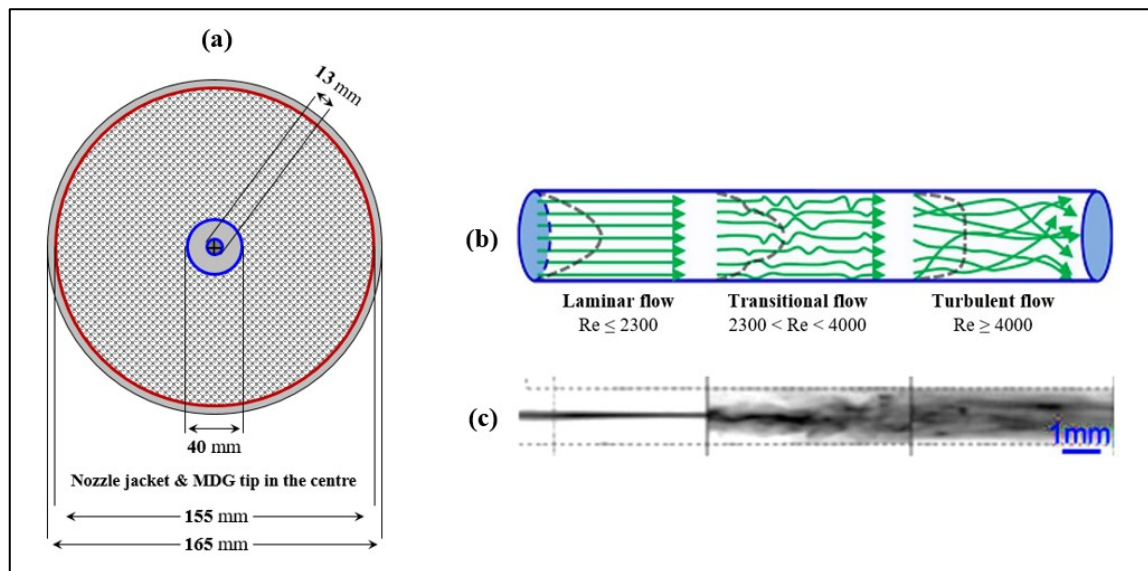 (a)
13 mm
40 mm
Nozzle jacket & MDG tip in the centre
155 mm
165 mm
(b)
Laminar flow
Re ≤ 2300
Transitional flow
2300 < Re < 4000
Turbulent flow
Re ≥ 4000
(c)
1mm